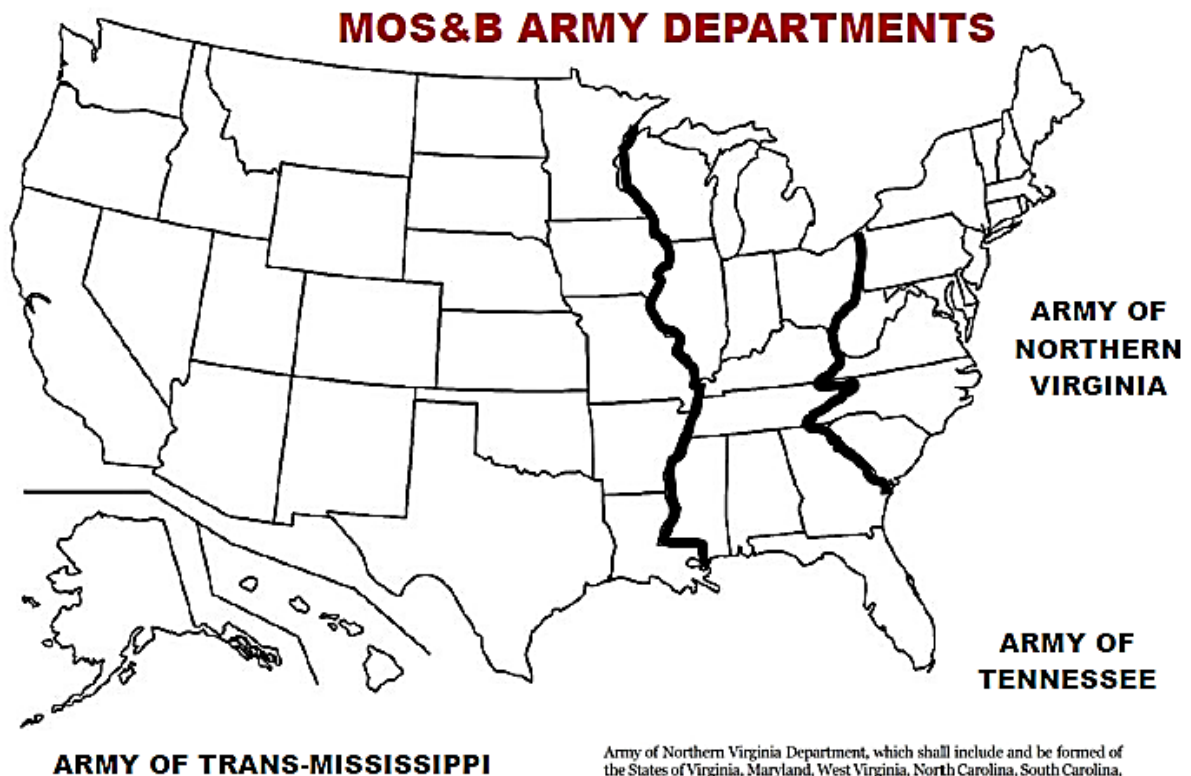 MOS&B ARMY DEPARTMENTS
ARMY OF
NORTHERN
VIRGINIA
ARMY OF
TENNESSEE
ARMY OF TRANS-MISSISSIPPI
Army of Northern Virginia Department, which shall include and be formed of
the States of Virginia, Maryland, West Virginia, North Carolina, South Carolina,